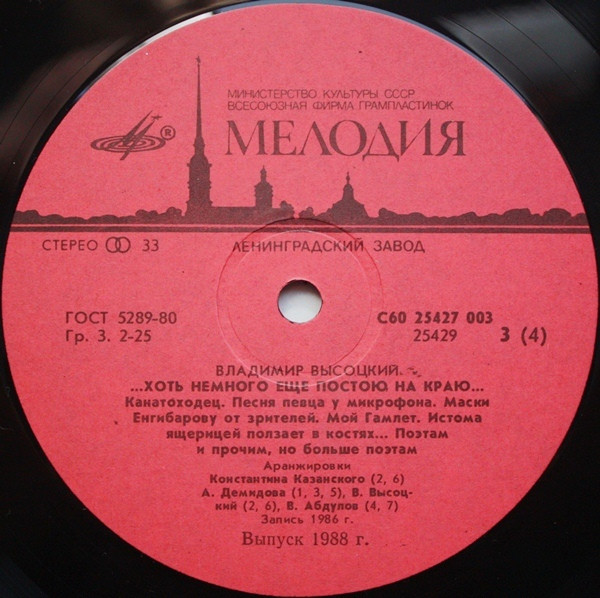 МИНИСТЕРСТВО КУЛЬТУРЫ СССР
ВСЕСОЮЗНАЯ ФИРМА ГРАМПЛАСТИНОК
®
МЕЛОДИЯ
СТЕРЕО 33
ЛЕНИНГРАДСКИЙ ЗАВОД
ГОСТ 5289-80
Гр. 3. 2-25
С60 25427 003
25429
3 (4)
ВЛАДИМИР ВЫСОЦКИЙ
...ХОТЬ НЕМНОГО ЕЩЕ ПОСТОЮ НА КРАЮ...
Канатоходец. Песня певца у микрофона. Маски
Енгибарову от зрителей. Мой Гамлет. Истома
ящерицей ползает в костях... Поэтам
и прочим, но больше поэтам
Аранжировки
Константина Казанского (2, 6)
А. Демидова (1, 3, 5), В. Высоц-
кий (2, 6), В. Абдулов (4, 7)
Запись 1986 г.
Выпуск 1988 г.